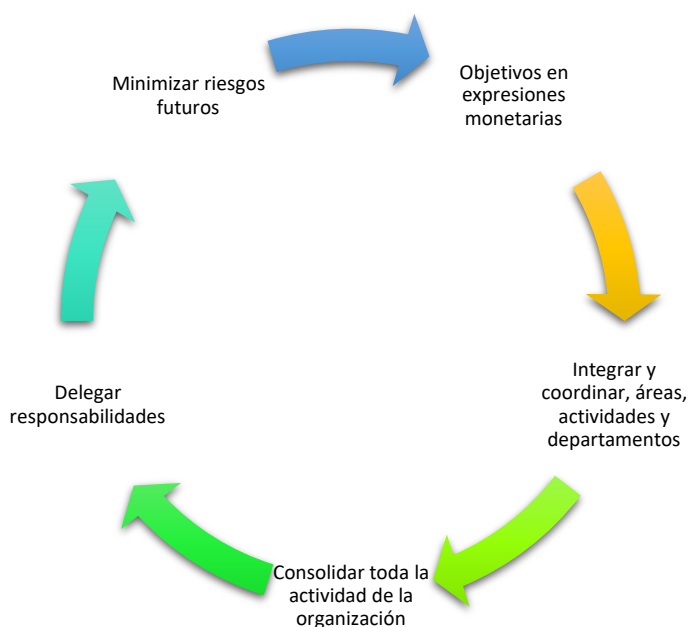 Minimizar riesgos
futuros
Objetivos en
expresiones
monetarias
Integrar y
coordinar, áreas,
actividades y
departamentos
Consolidar toda la
actividad de la
organización
Delegar
responsabilidades